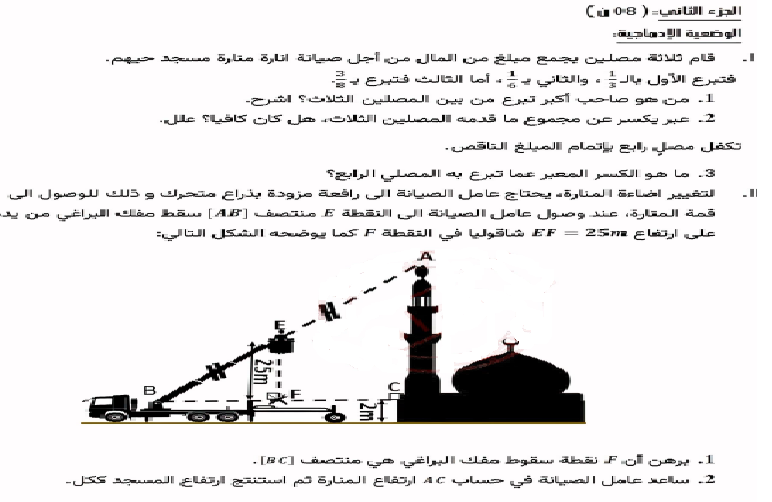 الجزء الثاني:. ( 08 ن )
الوضعية الإدماجية:
I. قام ثلاثة مصلين بجمع مبلغ من المال من أجل صيانة انارة منارة مسجد حيهم.
فتبرع الأول بالـ 1/3 ، والثاني بـ 1/6 ، أما الثالث فتبرع بـ 3/8.
1. من هو صاحب أكبر تبرع من بين المصلين الثلاث؟ اشرح.
2. عبر بكسر عن مجموع ما قدمه المصلين الثلاث، هل كان كافيا؟ علل.
تكفل مصل رابع بإتمام المبلغ الناقص.
3. ما هو الكسر المعبر عما تبرع به المصلي الرابع؟
II. لتغيير اضاءة المنارة، يحتاج عامل الصيانة الى رافعة مزودة بذراع متحرك و ذلك للوصول الى
قمة المنارة، عند وصول عامل الصيانة الى النقطة E منتصف [AB] سقط مفك البراغي من يده
على ارتفاع EF = 25m شاقوليا في النقطة F كما يوضحه الشكل التالي:
A
E
25m
B
F
C
2m
1. برهن أن F نقطة سقوط مفك البراغي هي منتصف [BC].
2. ساعد عامل الصيانة في حساب AC ارتفاع المنارة ثم استنتج ارتفاع المسجد ككل.